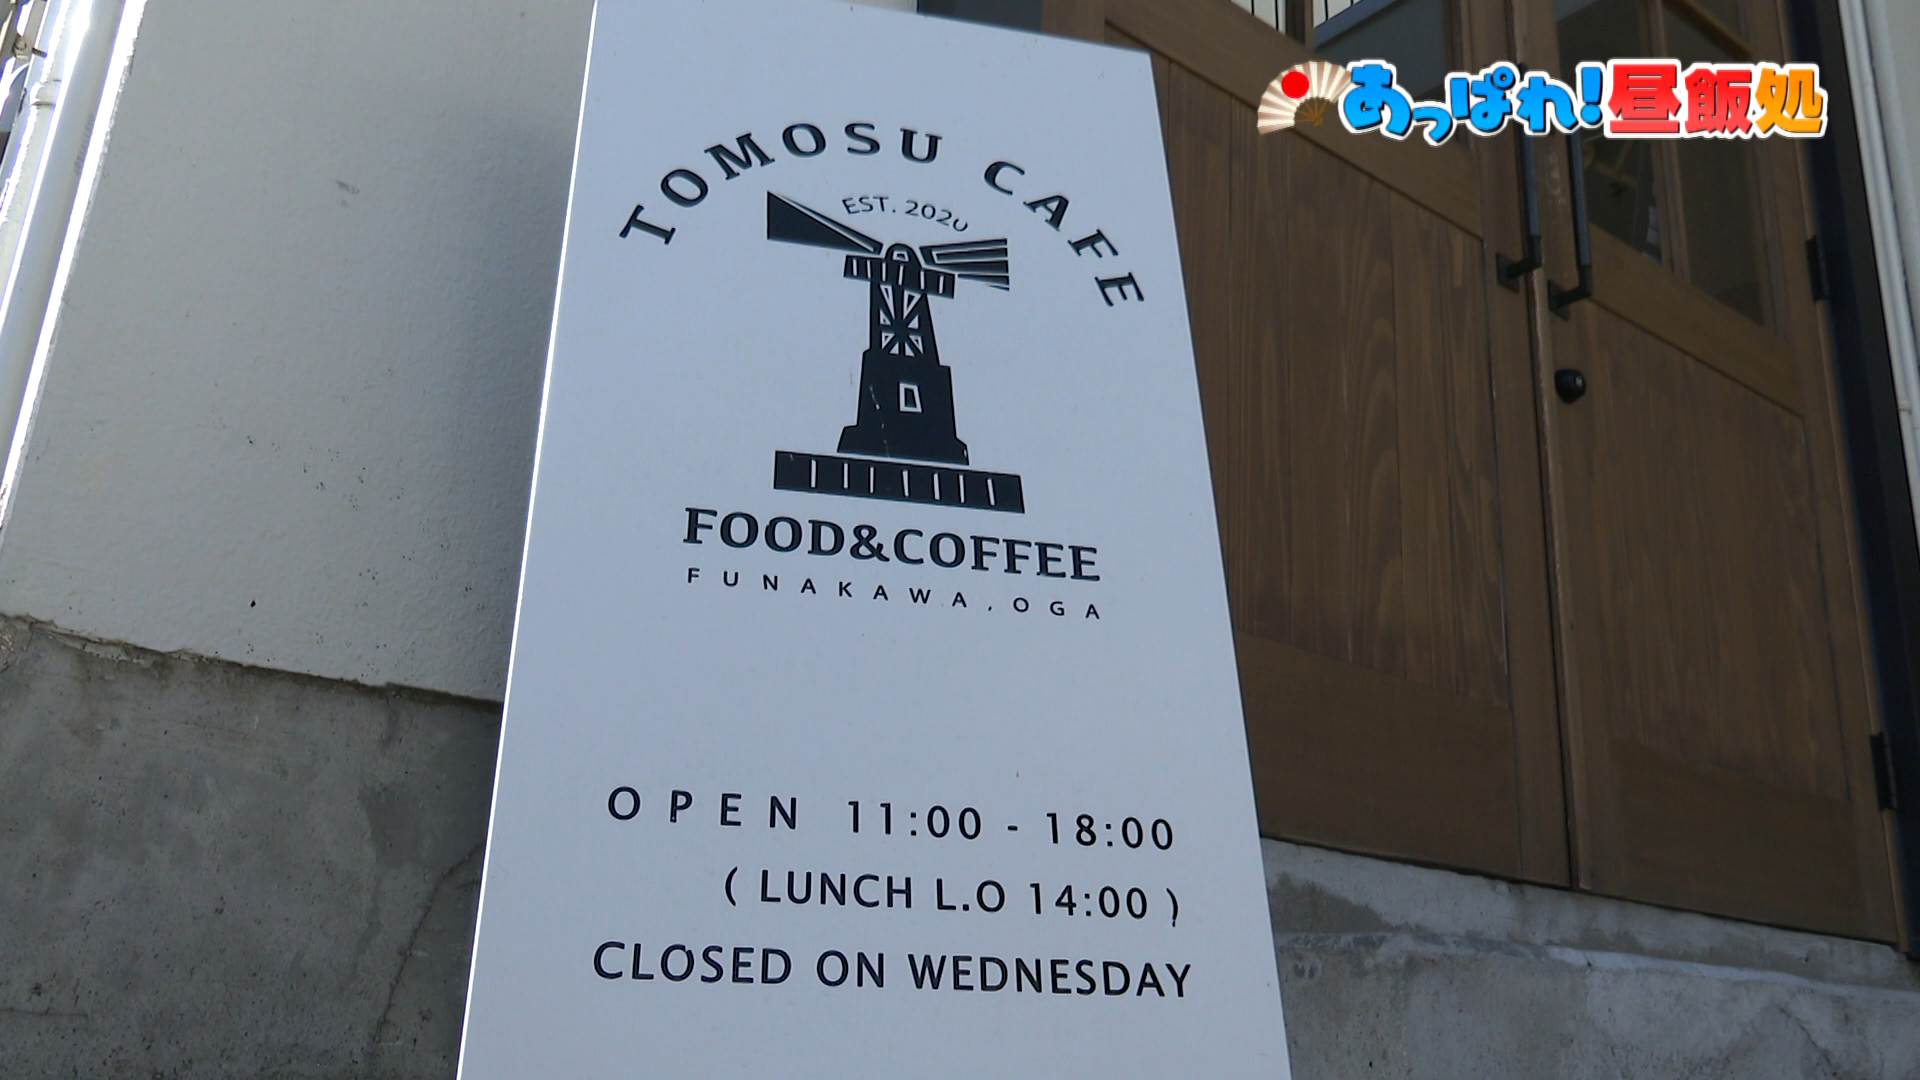 あっぱれ!昼飯処
TOMOSU CAFE
EST. 2020
FOOD&COFFEE
FUNAKAWA, OGA
OPEN 11:00 - 18:00
( LUNCH L.O 14:00 )
CLOSED ON WEDNESDAY